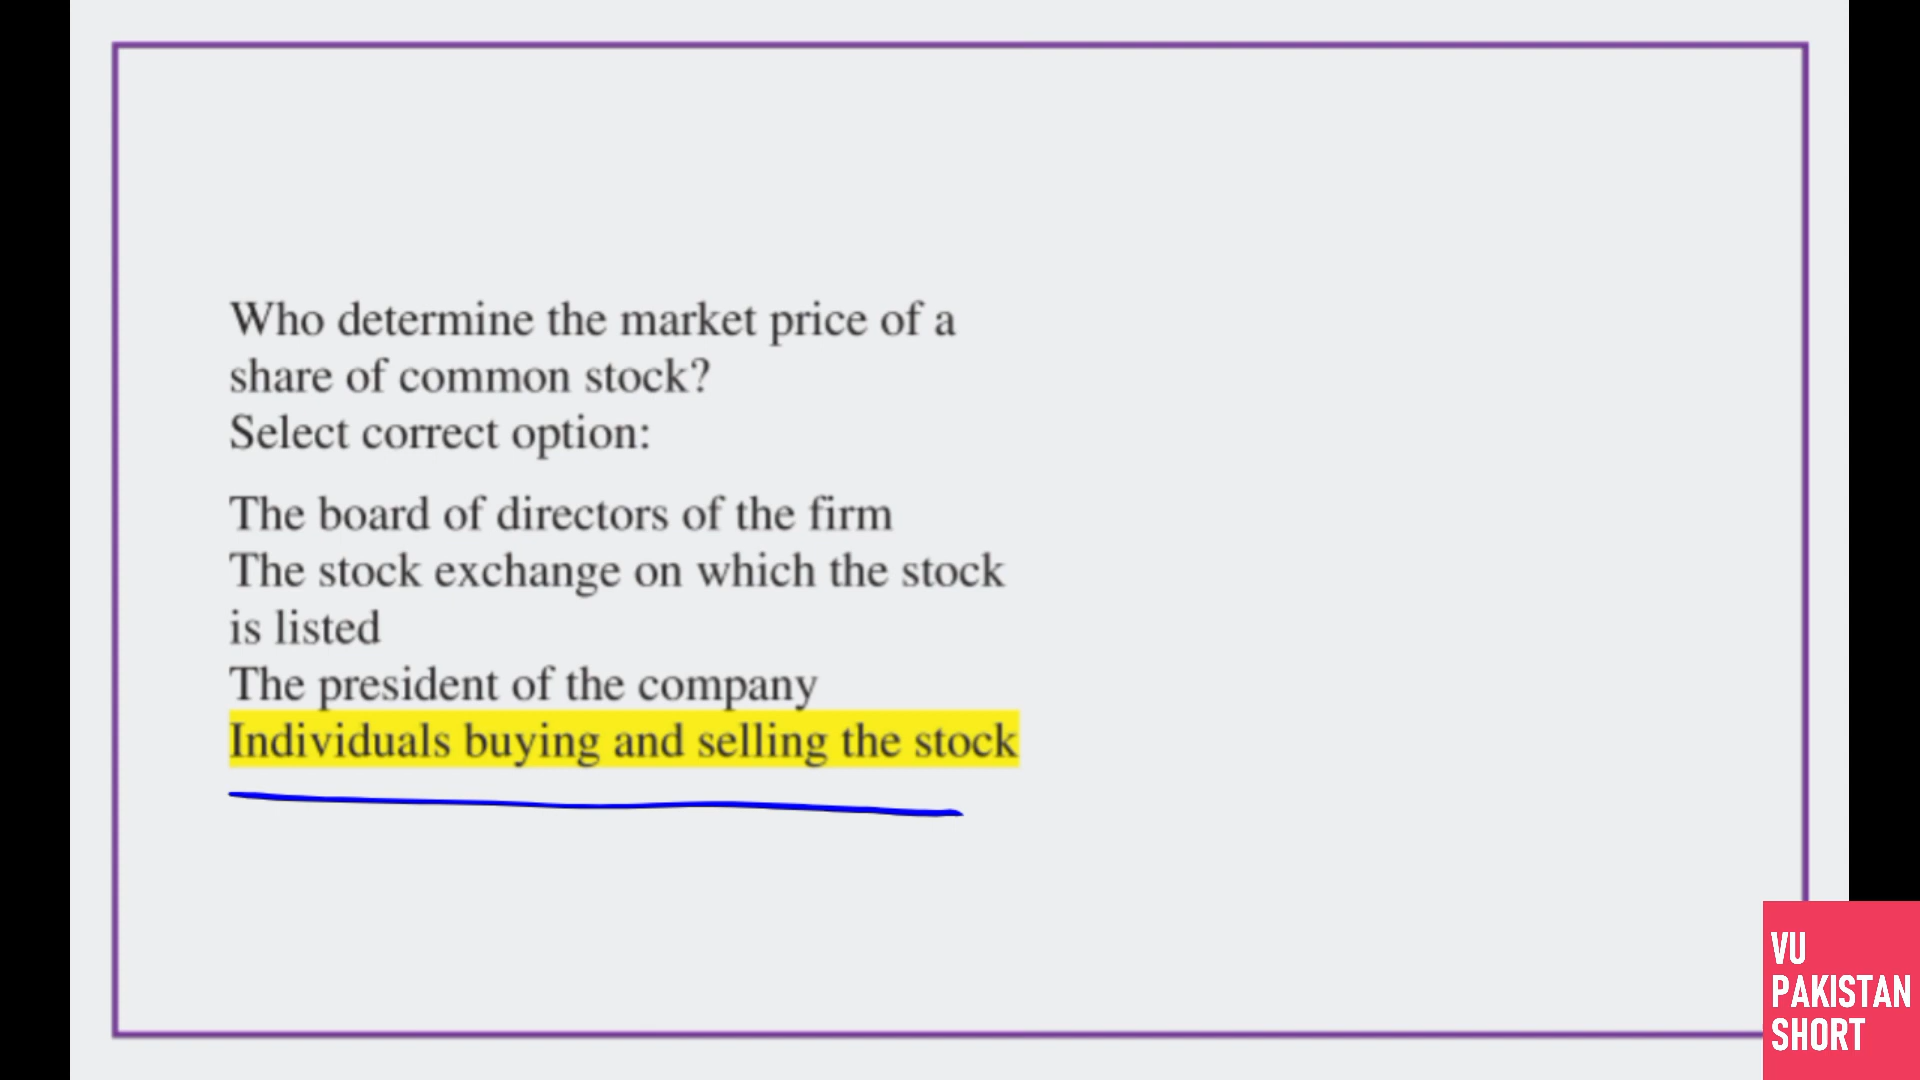 Who determine the market price of a
share of common stock?
Select correct option:
The board of directors of the firm
The stock exchange on which the stock
is listed
The president of the company
Individuals buying and selling the stock
VU
PAKISTAN
SHORT